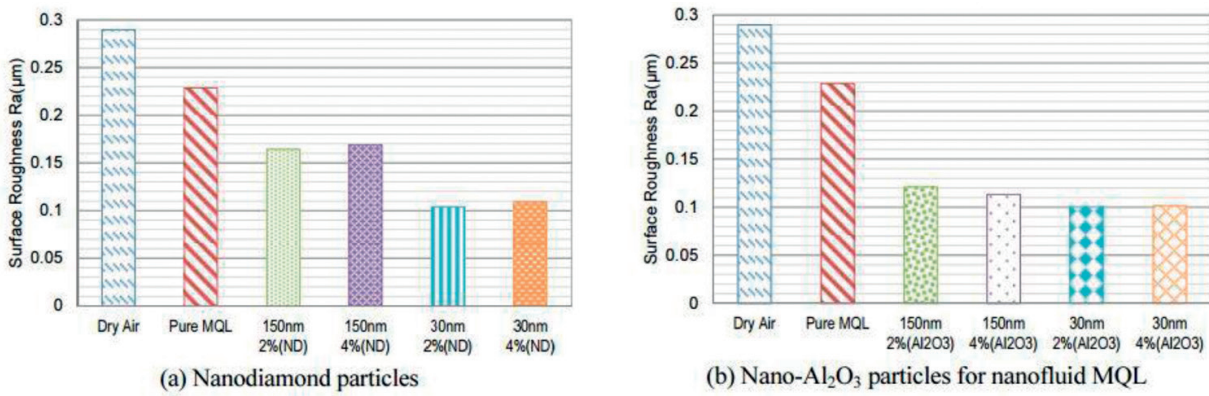 Surface Roughness Ra(μm)
0.3
0.25
0.2
0.15
0.1
0.05
0
Dry Air
Pure MQL
150nm
2%(ND)
150nm
4%(ND)
30nm
2%(ND)
30nm
4%(ND)
(a) Nanodiamond particles
Surface Roughness Ra(μm)
0.3
0.25
0.2
0.15
0.1
0.05
0
Dry Air
Pure MQL
150nm
2%(Al2O3)
150nm
4%(Al2O3)
30nm
2%(Al2O3)
30nm
4%(Al2O3)
(b) Nano-Al₂O₃ particles for nanofluid MQL